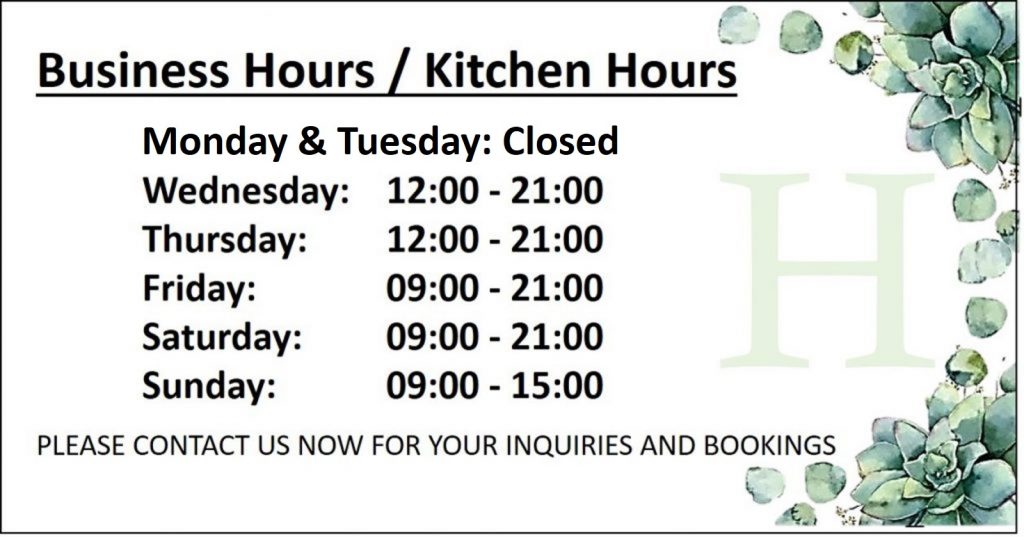 Business Hours / Kitchen Hours
Monday & Tuesday: Closed
Wednesday: 12:00 - 21:00
Thursday: 12:00 - 21:00
Friday: 09:00 - 21:00
Saturday: 09:00 - 21:00
Sunday: 09:00 - 15:00
H
PLEASE CONTACT US NOW FOR YOUR INQUIRIES AND BOOKINGS